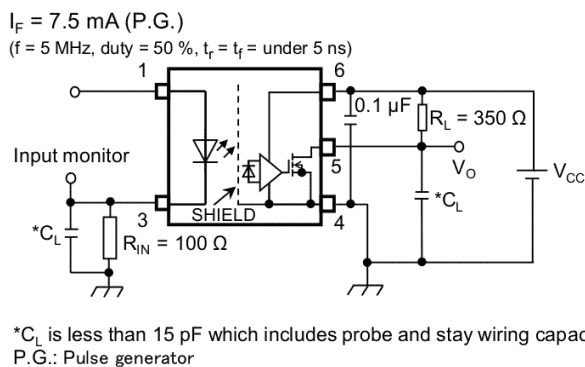 I_F = 7.5 mA (P.G.)
(f = 5 MHz, duty = 50 %, t_r = t_f = under 5 ns)
1
6
0.1 µF
R_L = 350 Ω
Input monitor
5
V_O
V_CC
*C_L
3
SHIELD
4
*C_L
R_IN = 100 Ω
*C_L is less than 15 pF which includes probe and stay wiring capac
P.G.: Pulse generator